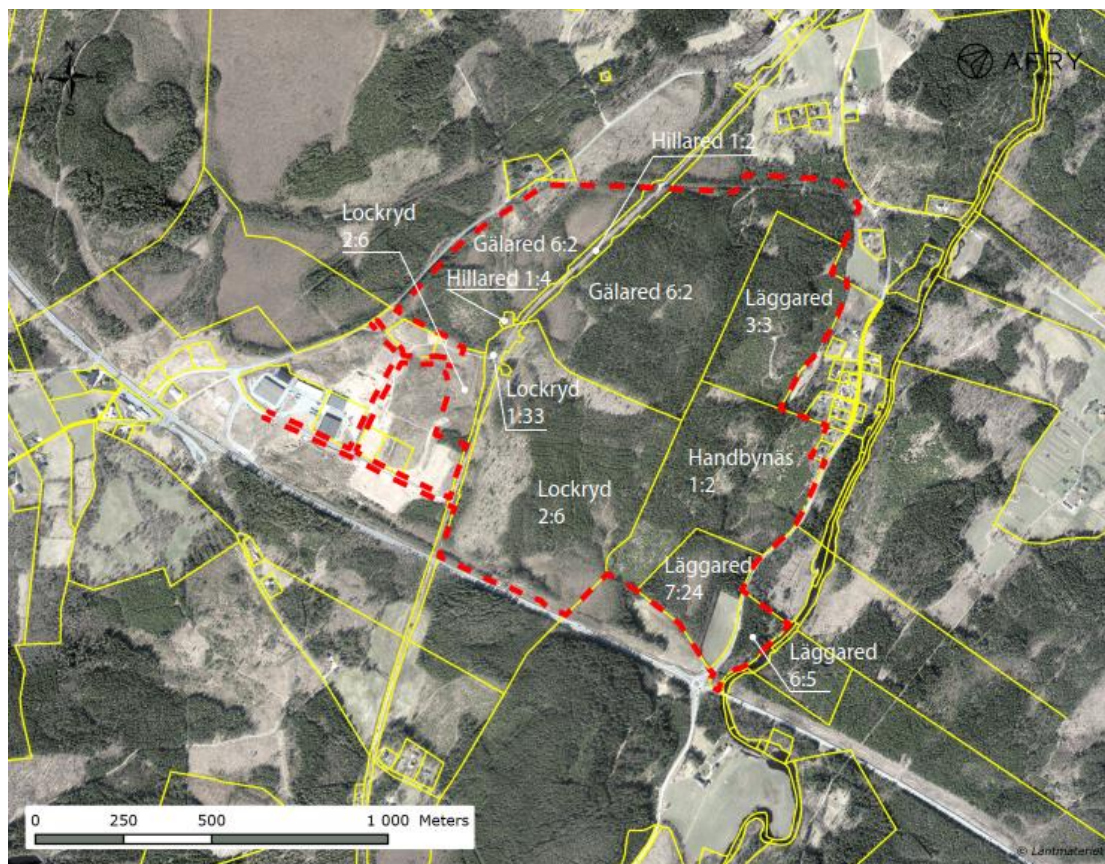 N
W E
S
AFRY
Hillared 1:2
Lockryd
2:6
Gälared 6:2
Hillared 1:4
Gälared 6:2
Läggared
3:3
Lockryd
1:33
Handbynäs
1:2
Lockryd
2:6
Läggared
7:24
Läggared
6:5
0 250 500 1 000 Meters
© Lantmäteriet